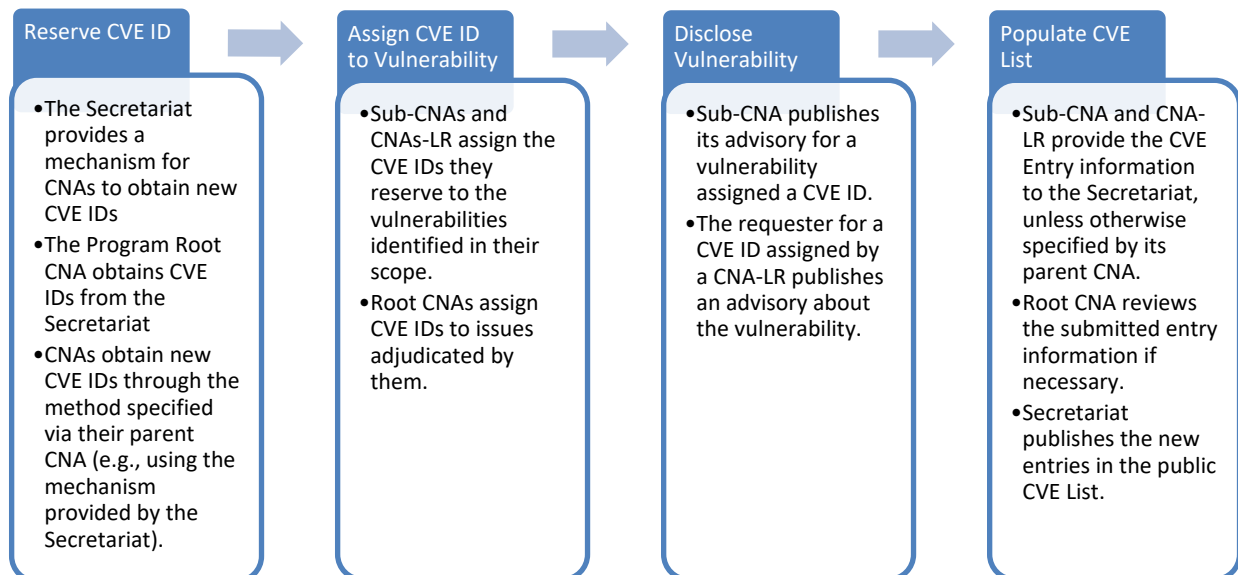 Reserve CVE ID
•The Secretariat
provides a
mechanism for
CNAs to obtain new
CVE IDs
•The Program Root
CNA obtains CVE
IDs from the
Secretariat
•CNAs obtain new
CVE IDs through the
method specified
via their parent
CNA (e.g., using the
mechanism
provided by the
Secretariat).
Assign CVE ID
to Vulnerability
•Sub-CNAs and
CNAs-LR assign the
CVE IDs they
reserve to the
vulnerabilities
identified in their
scope.
•Root CNAs assign
CVE IDs to issues
adjudicated by
them.
Disclose
Vulnerability
•Sub-CNA publishes
its advisory for a
vulnerability
assigned a CVE ID.
•The requester for a
CVE ID assigned by
a CNA-LR publishes
an advisory about
the vulnerability.
Populate CVE
List
•Sub-CNA and CNA-
LR provide the CVE
Entry information
to the Secretariat,
unless otherwise
specified by its
parent CNA.
•Root CNA reviews
the submitted entry
information if
necessary.
•Secretariat
publishes the new
entries in the public
CVE List.